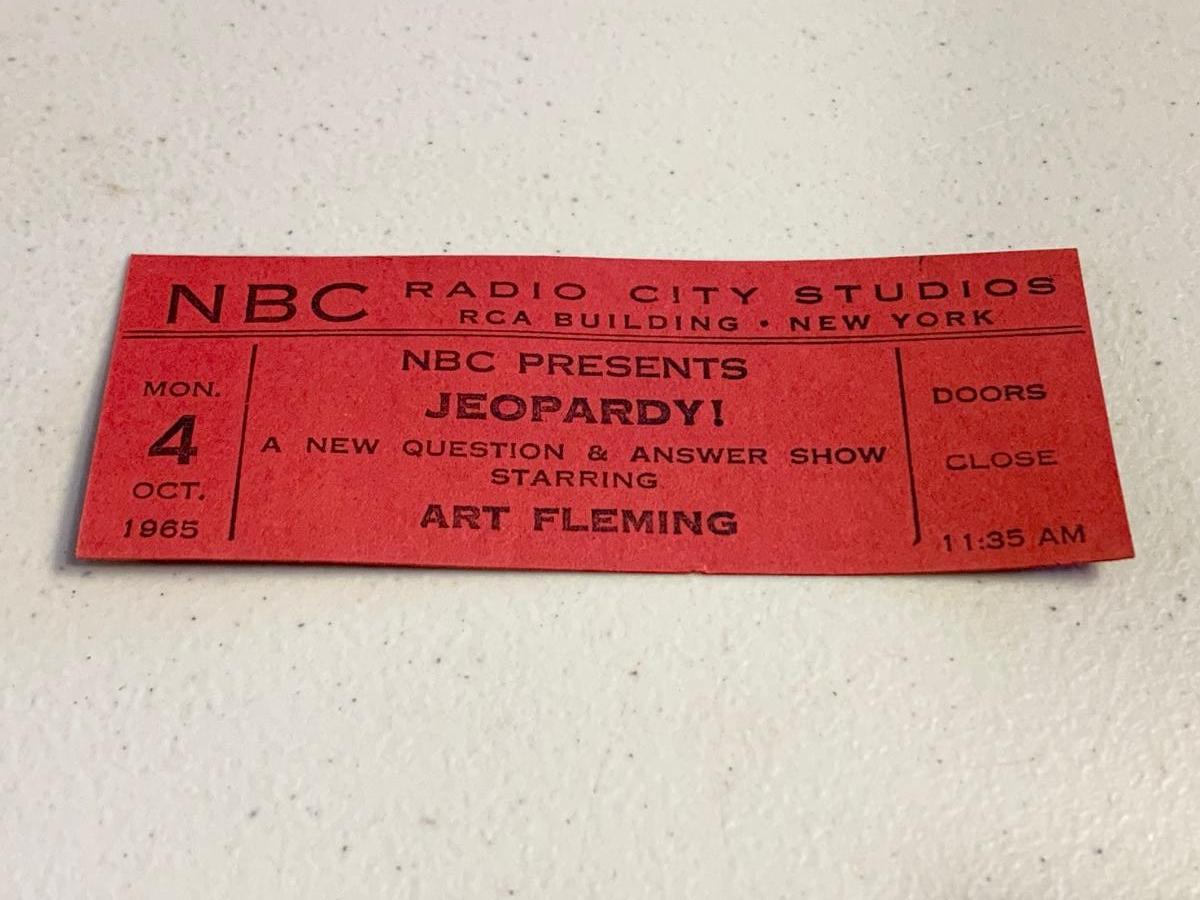 NBC RADIO CITY STUDIOS
RCA BUILDING • NEW YORK
MON.
4
OCT.
1965
NBC PRESENTS
JEOPARDY!
A NEW QUESTION & ANSWER SHOW
STARRING
ART FLEMING
DOORS
CLOSE
11:35 AM